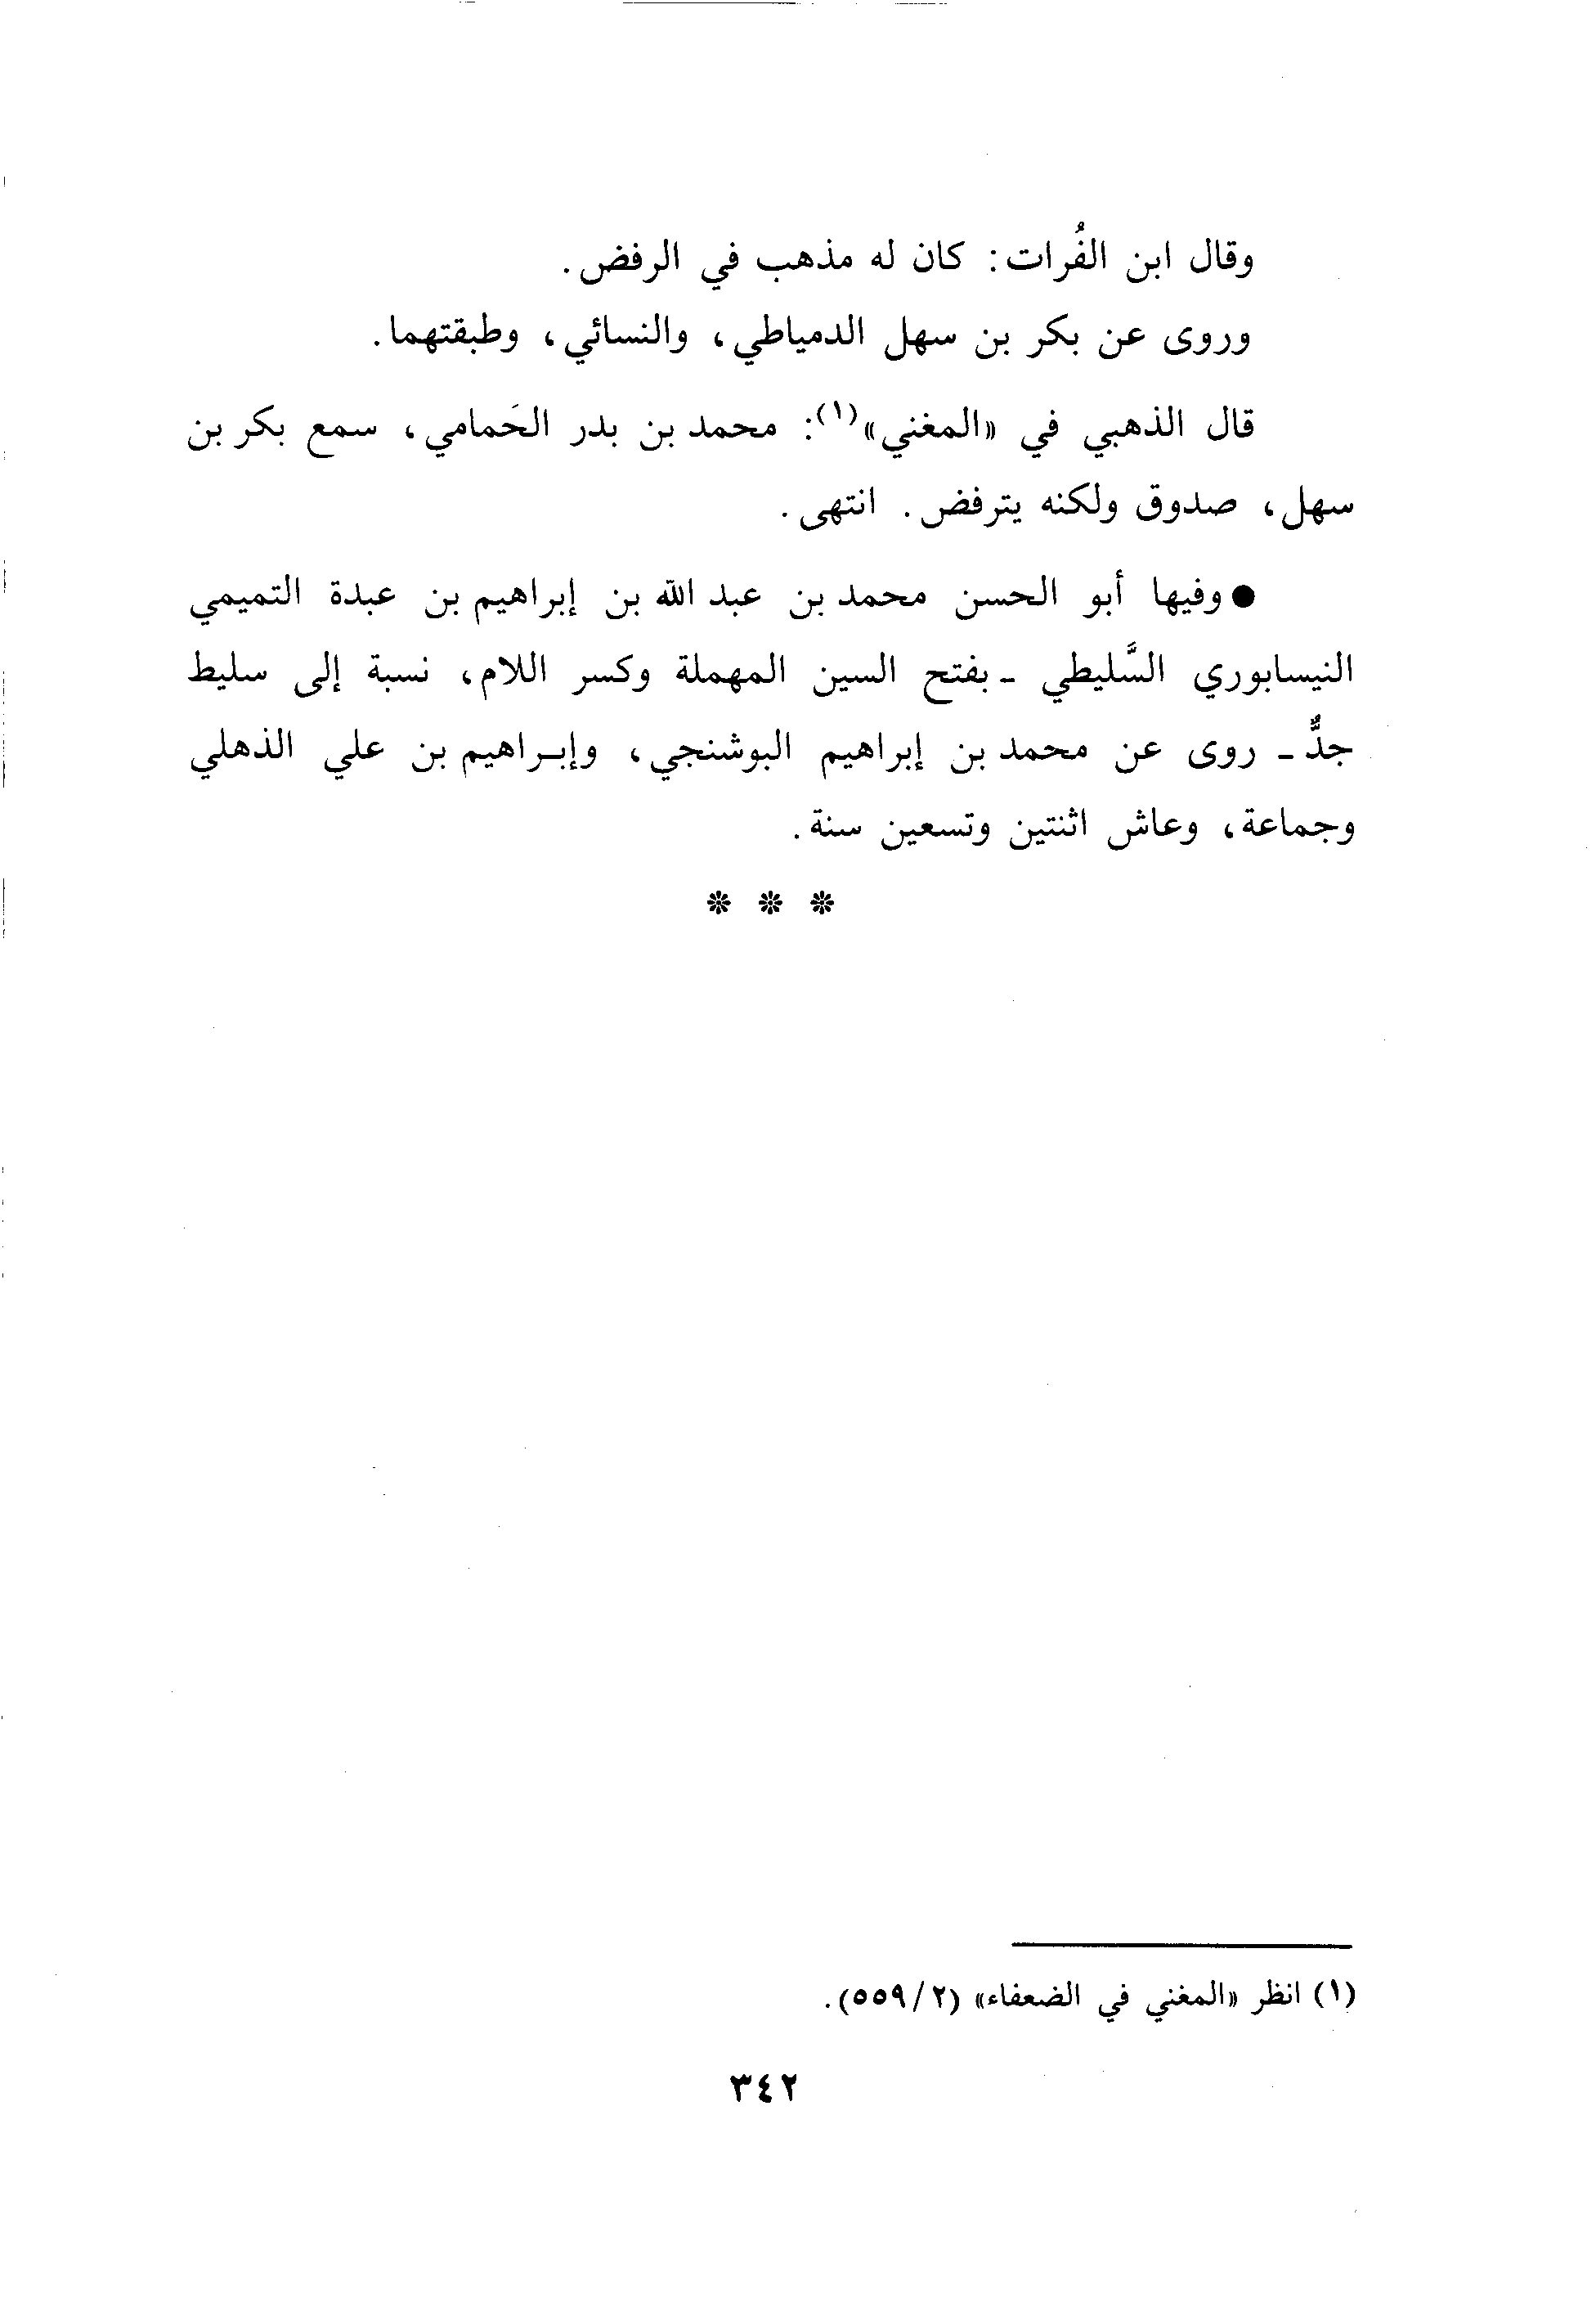 وقال ابن الفُرات: كان له مذهب في الرفض.
وروى عن بكر بن سهل الدمياطي، والنسائي، وطبقتهما.
قال الذهبي في «المغني»(١): محمد بن بدر الحَمامي، سمع بكر بن
سهل، صدوق ولكنه يترفض. انتهى.
● وفيها أبو الحسن محمد بن عبد الله بن إبراهيم بن عبدة التميمي
النيسابوري السَّليطي ـ بفتح السين المهملة وكسر اللام، نسبة إلى سليط
جدٌّ ـ روى عن محمد بن إبراهيم البوشنجي، وإبـراهيم بن علي الذهلي
وجماعة، وعاش اثنتين وتسعين سنة.
* * *
(١) انظر «المغني في الضعفاء» (٢/٥٥٩).
٣٤٢